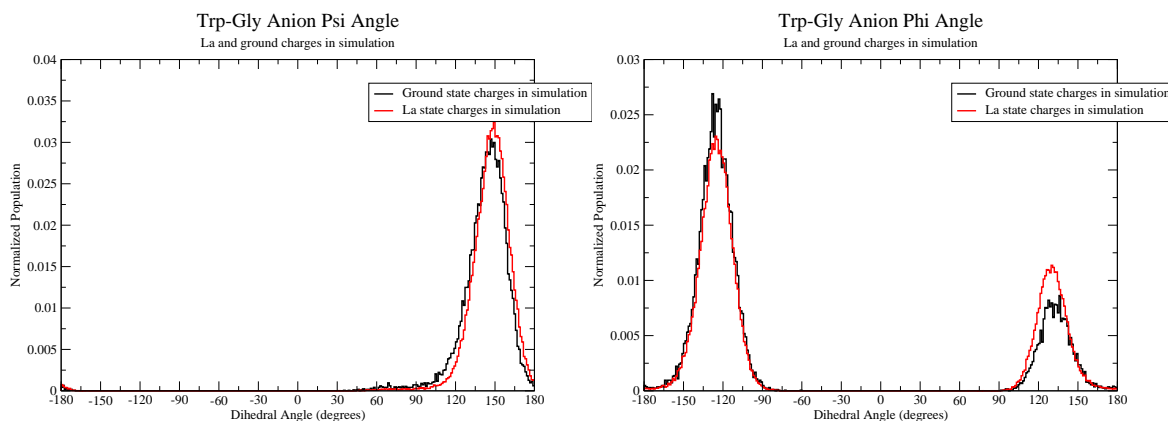 Trp-Gly Anion Psi Angle
La and ground charges in simulation
0.04
0.035
0.03
0.025
0.02
0.015
0.01
0.005
0
Normalized Population
Ground state charges in simulation
La state charges in simulation
-180 -150 -120 -90 -60 -30 0 30 60 90 120 150 180
Dihedral Angle (degrees)
Trp-Gly Anion Phi Angle
La and ground charges in simulation
0.03
0.025
0.02
0.015
0.01
0.005
0
Normalized Population
Ground state charges in simulation
La state charges in simulation
-180 -150 -120 -90 -60 -30 0 30 60 90 120 150 180
Dihedral Angle (degrees)